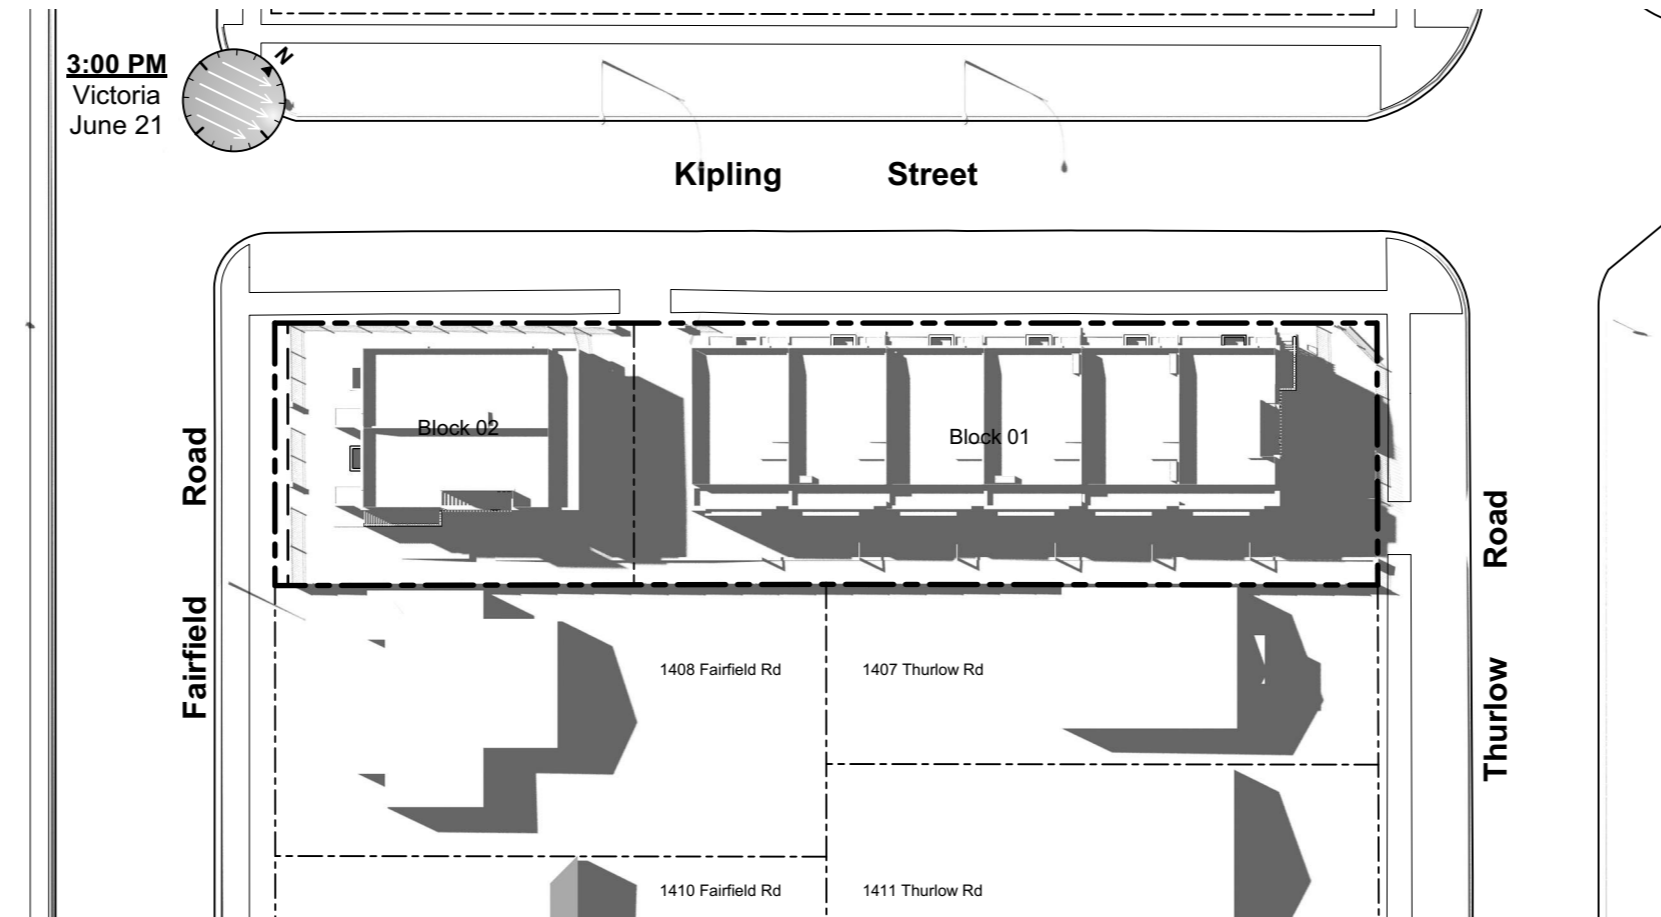 3:00 PM
Victoria
June 21
N
Kipling Street
Block 02
Block 01
Fairfield Road
Thurlow Road
1408 Fairfield Rd
1407 Thurlow Rd
1410 Fairfield Rd
1411 Thurlow Rd